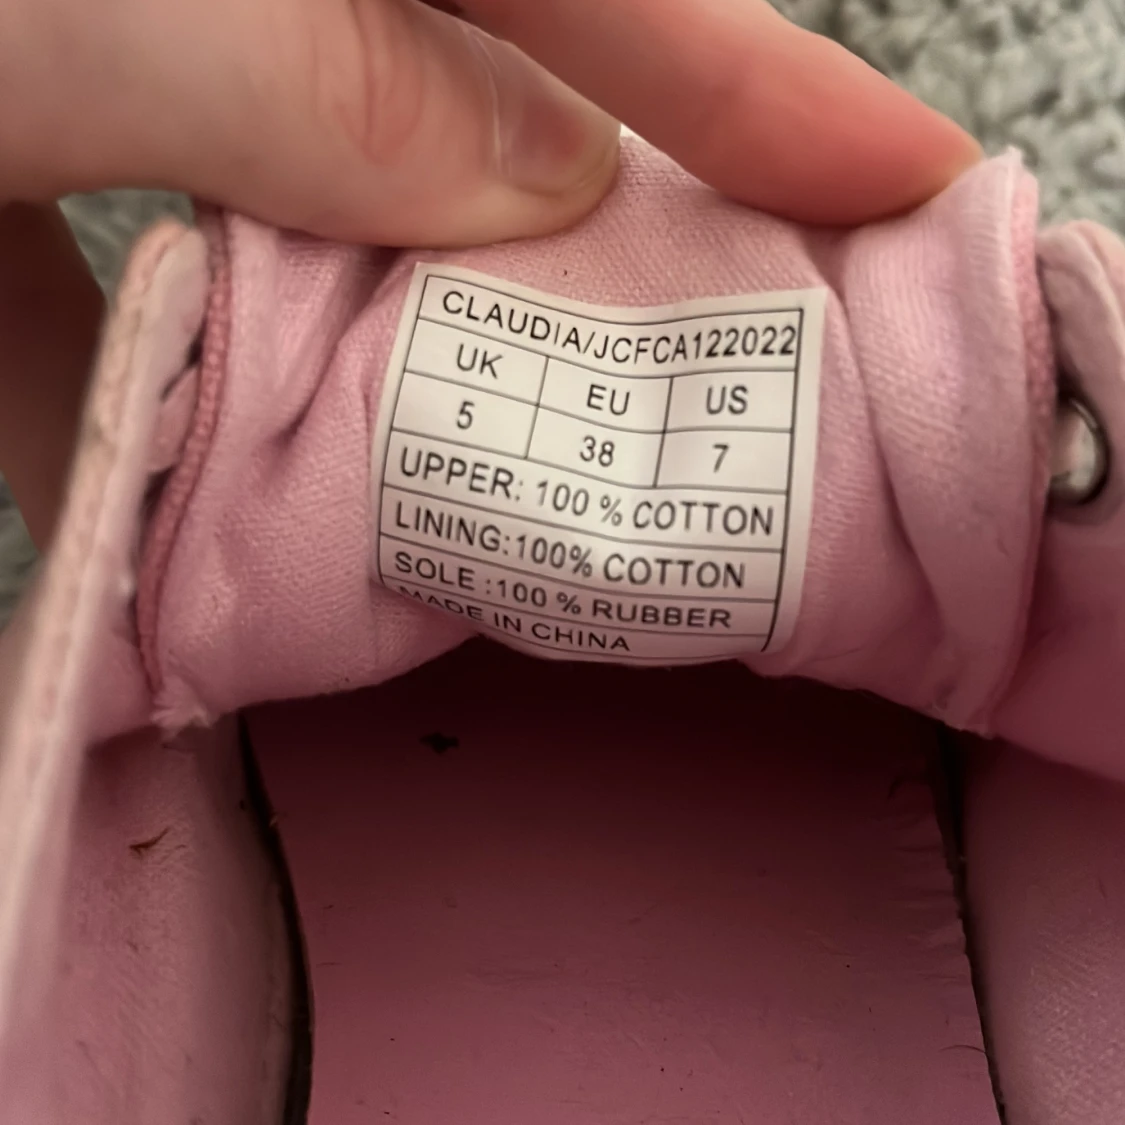 CLAUDIA/JCFCA122022
UK EU US
5 38 7
UPPER: 100 % COTTON
LINING:100% COTTON
SOLE :100 % RUBBER
MADE IN CHINA